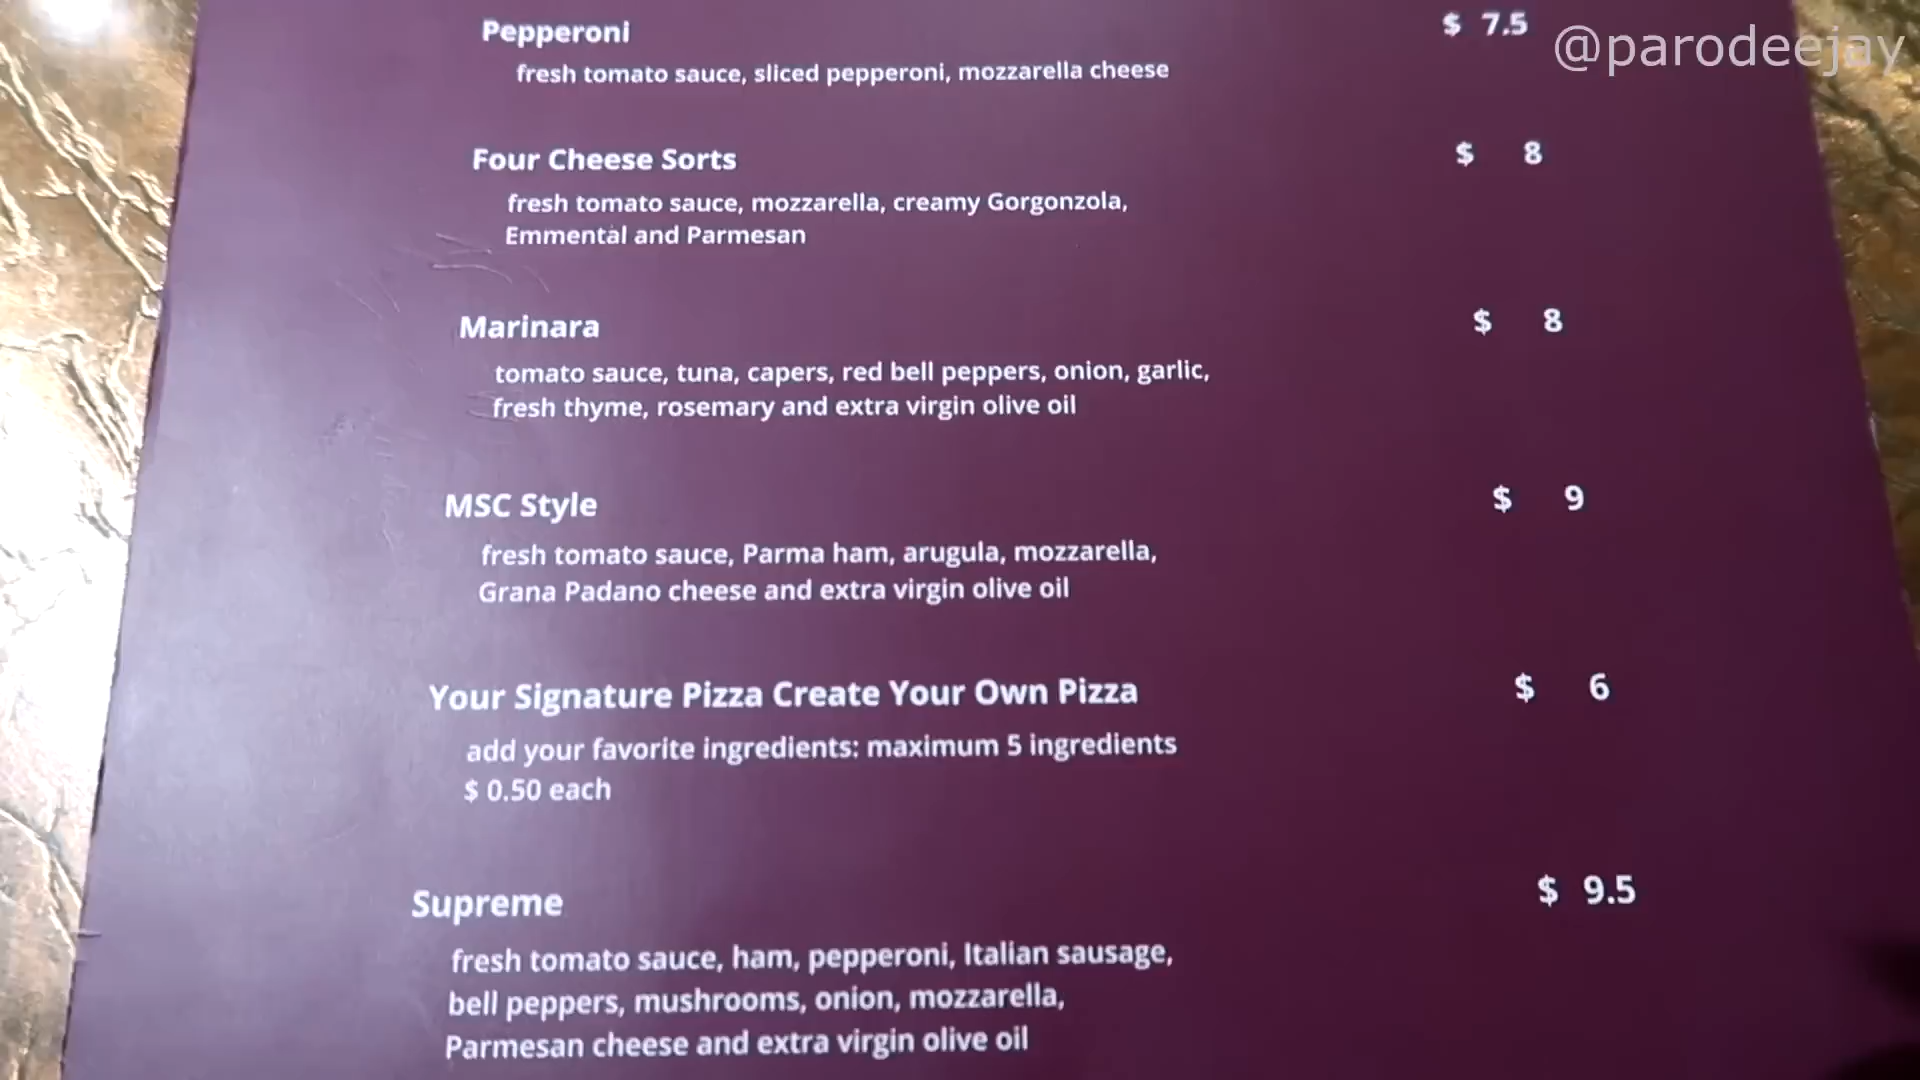 @parodeejay
Pepperoni $ 7.5
fresh tomato sauce, sliced pepperoni, mozzarella cheese
Four Cheese Sorts $ 8
fresh tomato sauce, mozzarella, creamy Gorgonzola,
Emmental and Parmesan
Marinara $ 8
tomato sauce, tuna, capers, red bell peppers, onion, garlic,
fresh thyme, rosemary and extra virgin olive oil
MSC Style $ 9
fresh tomato sauce, Parma ham, arugula, mozzarella,
Grana Padano cheese and extra virgin olive oil
Your Signature Pizza Create Your Own Pizza $ 6
add your favorite ingredients: maximum 5 ingredients
$ 0.50 each
Supreme $ 9.5
fresh tomato sauce, ham, pepperoni, Italian sausage,
bell peppers, mushrooms, onion, mozzarella,
Parmesan cheese and extra virgin olive oil